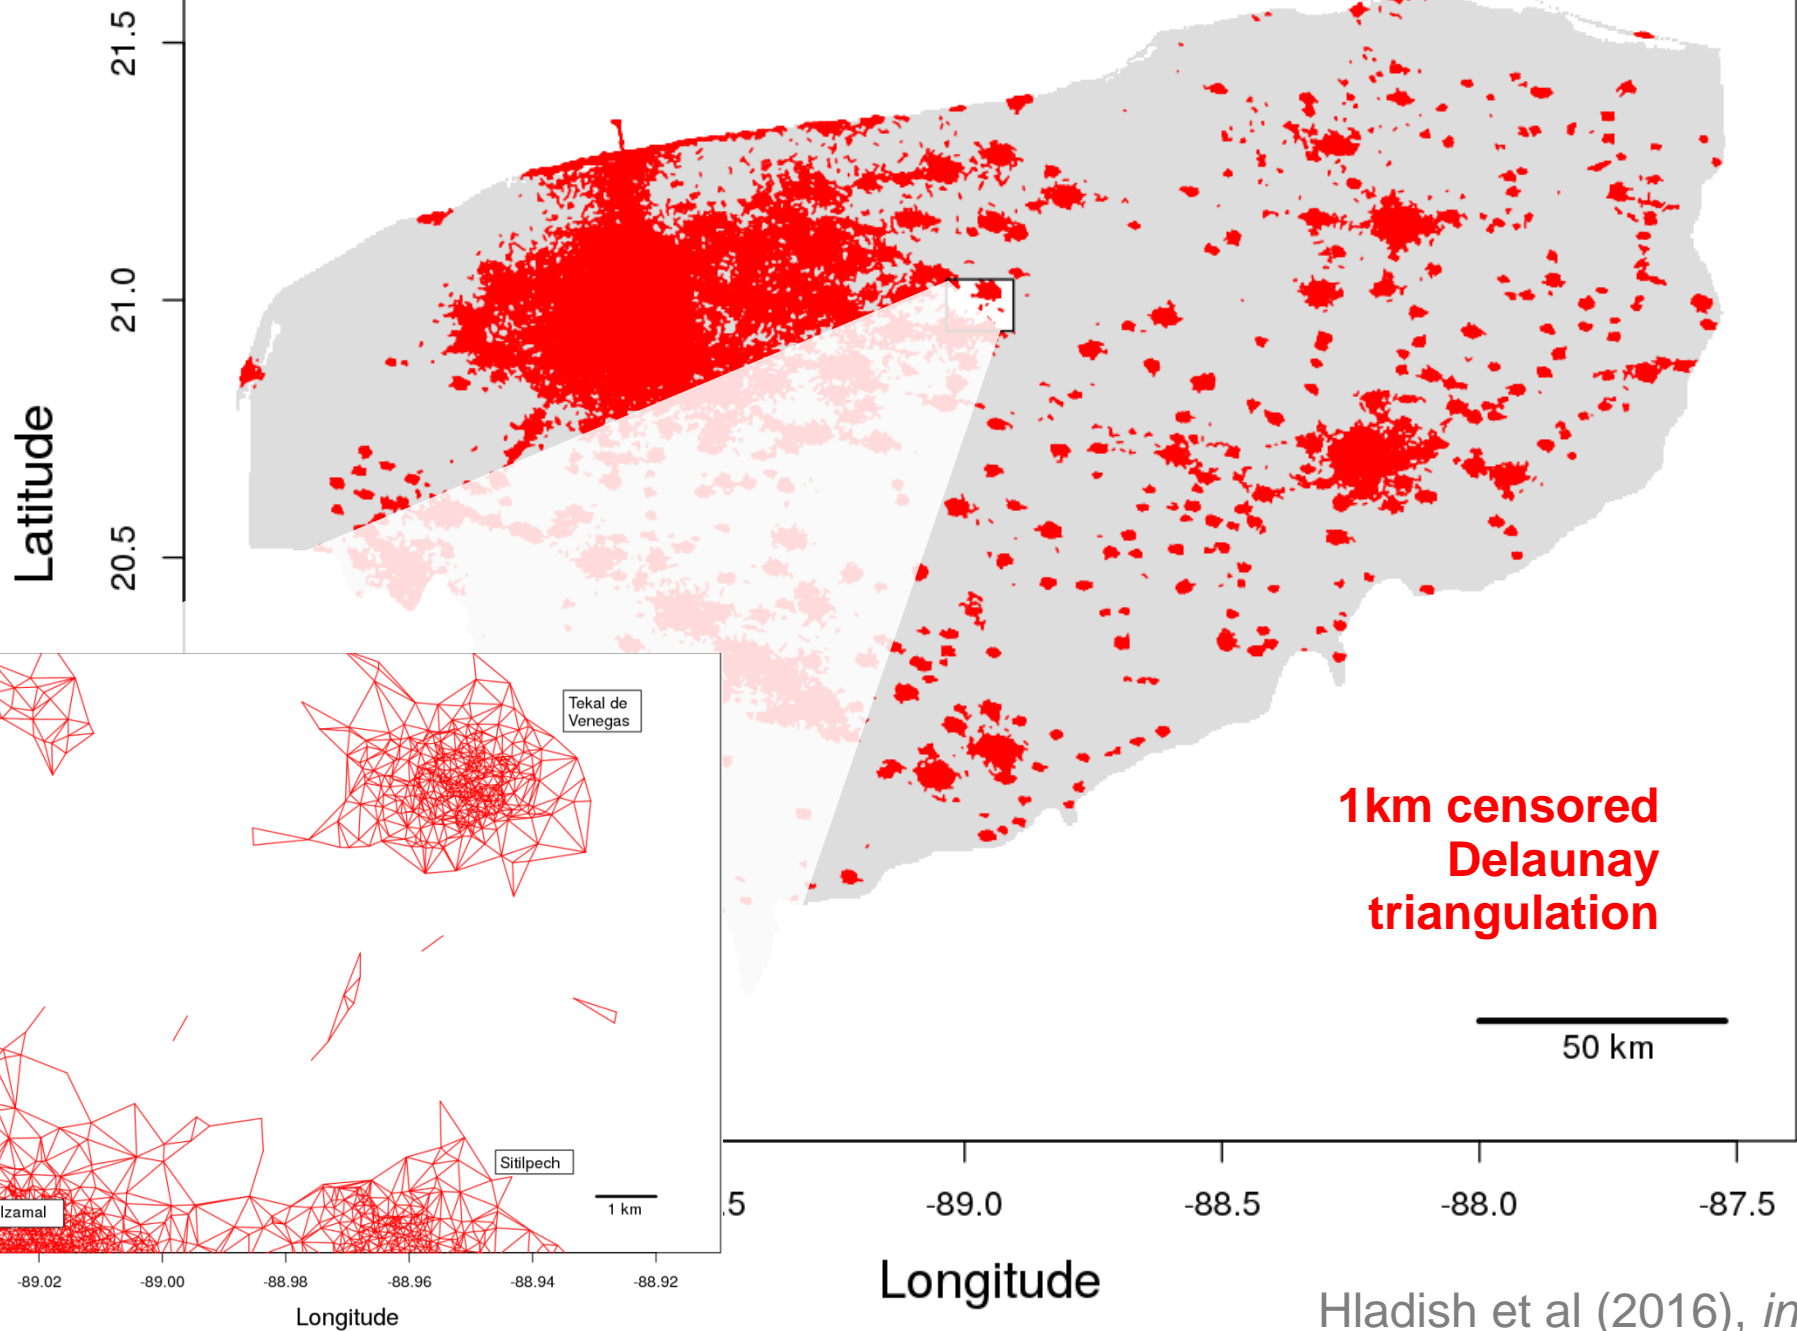 21.5
21.0
20.5
Latitude
1km censored
Delaunay
triangulation
50 km
.5
-89.0
-88.5
-88.0
-87.5
Longitude
Tekal de
Venegas
Sitilpech
Izamal
1 km
-89.02
-89.00
-88.98
-88.96
-88.94
-88.92
Longitude
Hladish et al (2016), in